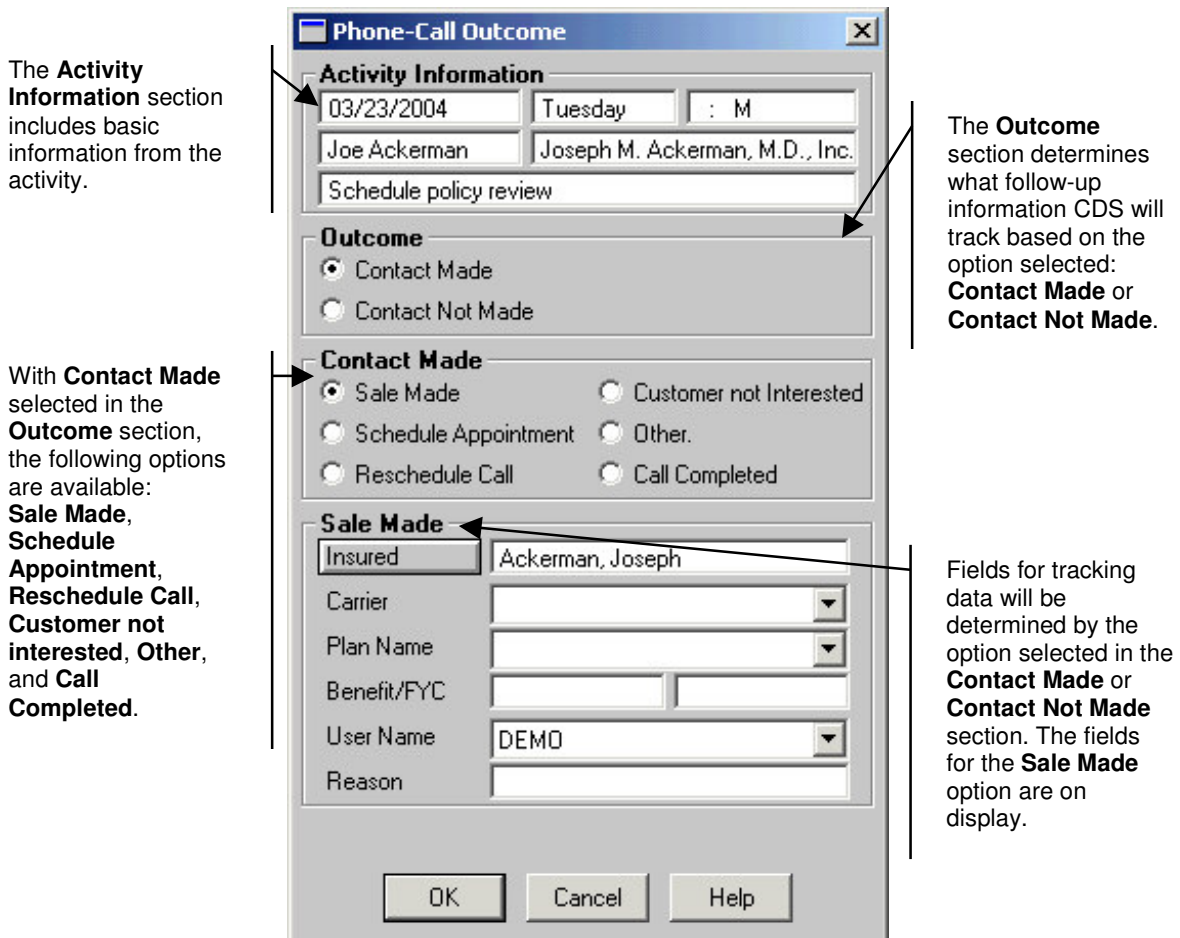 The Activity
Information section
includes basic
information from the
activity.
With Contact Made
selected in the
Outcome section,
the following options
are available:
Sale Made,
Schedule
Appointment,
Reschedule Call,
Customer not
interested, Other,
and Call
Completed.
Phone-Call Outcome
Activity Information
03/23/2004 Tuesday : M
Joe Ackerman Joseph M. Ackerman, M.D., Inc.
Schedule policy review
Outcome
Contact Made
Contact Not Made
Contact Made
Sale Made Customer not Interested
Schedule Appointment Other.
Reschedule Call Call Completed
Sale Made
Insured Ackerman, Joseph
Carrier
Plan Name
Benefit/FYC
User Name DEMO
Reason
OK Cancel Help
The Outcome
section determines
what follow-up
information CDS will
track based on the
option selected:
Contact Made or
Contact Not Made.
Fields for tracking
data will be
determined by the
option selected in the
Contact Made or
Contact Not Made
section. The fields
for the Sale Made
option are on
display.